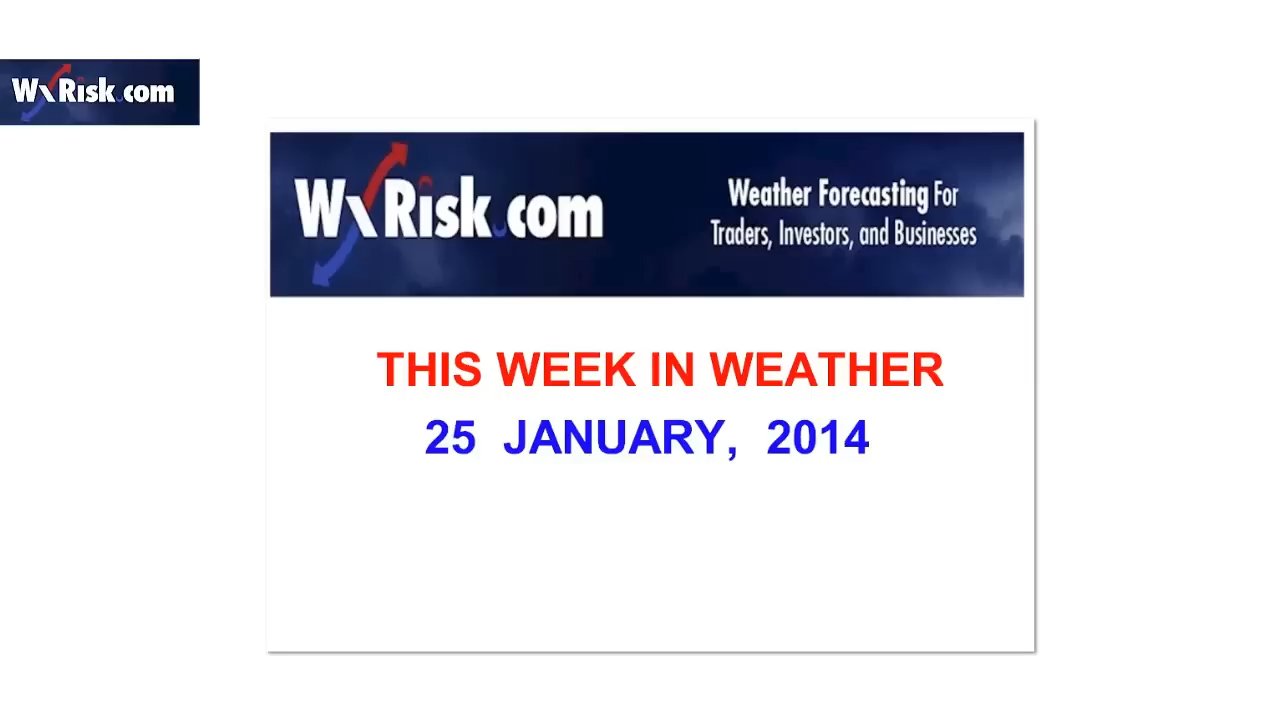 WxRisk.com
WxRisk.com
Weather Forecasting For
Traders, Investors, and Businesses
THIS WEEK IN WEATHER
25 JANUARY, 2014